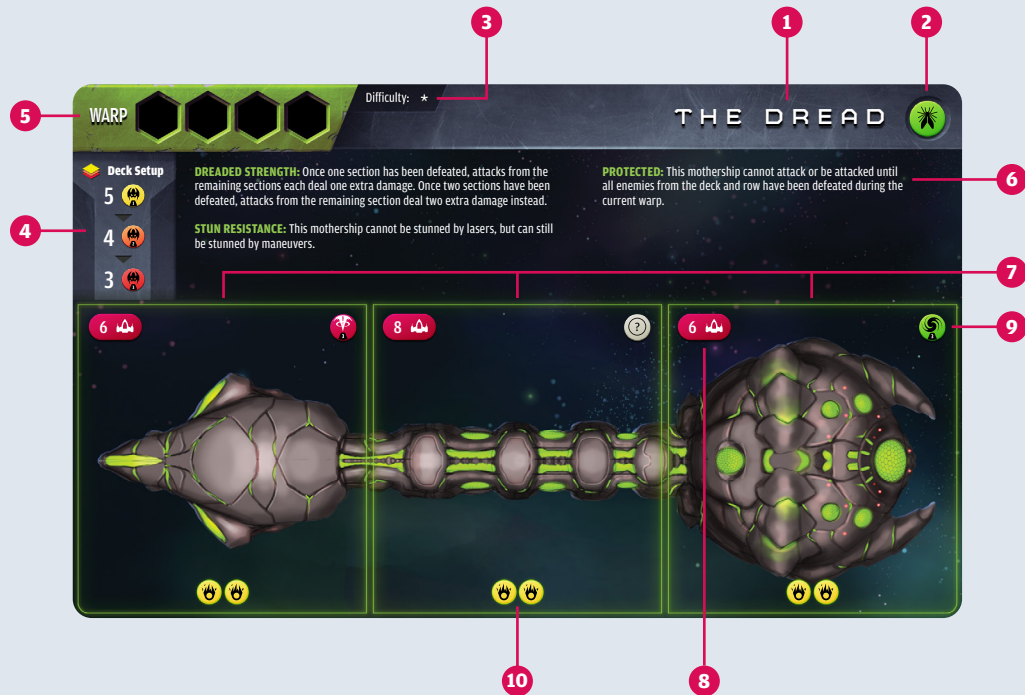 3
1
2
5
WARP
Difficulty: *
THE DREAD
Deck Setup
5
4
3
4
DREADED STRENGTH: Once one section has been defeated, attacks from the
remaining sections each deal one extra damage. Once two sections have been
defeated, attacks from the remaining section deal two extra damage instead.
STUN RESISTANCE: This mothership cannot be stunned by lasers, but can still
be stunned by maneuvers.
PROTECTED: This mothership cannot attack or be attacked until
all enemies from the deck and row have been defeated during the
current warp.
6
7
6
8
?
6
9
10
8